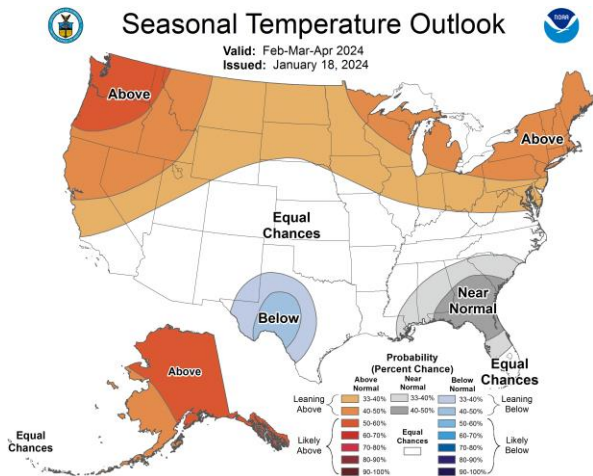 Seasonal Temperature Outlook
Valid: Feb-Mar-Apr 2024
Issued: January 18, 2024
NOAA
Above
Above
Equal
Chances
Below
Near
Normal
Equal
Chances
Above
Equal
Chances
Probability
(Percent Chance)
Above
Normal
Near
Normal
Below
Normal
Leaning
Above
33-40%
33-40%
33-40%
Leaning
Below
40-50%
40-50%
40-50%
Likely
Above
50-60%
60-70%
70-80%
80-90%
90-100%
Equal
Chances
50-60%
60-70%
70-80%
80-90%
90-100%
Likely
Below